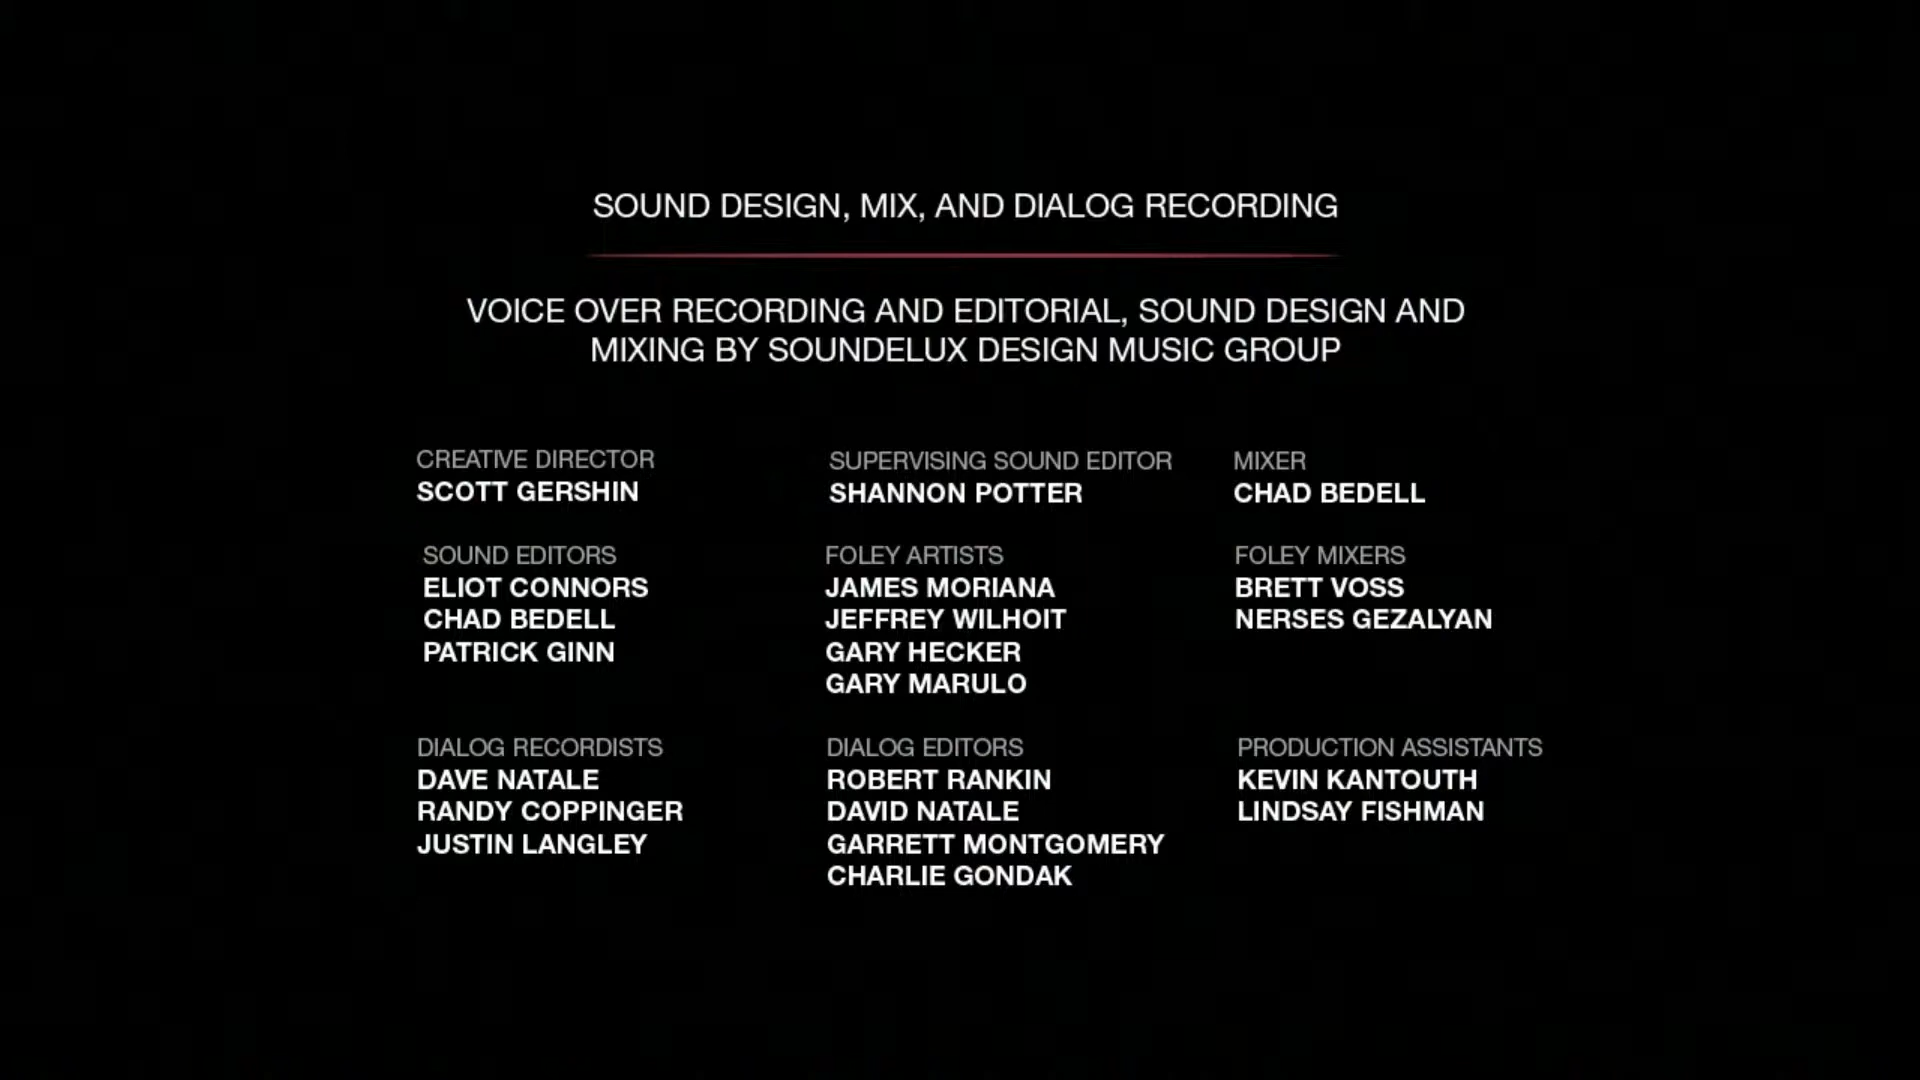 SOUND DESIGN, MIX, AND DIALOG RECORDING
VOICE OVER RECORDING AND EDITORIAL, SOUND DESIGN AND
MIXING BY SOUNDELUX DESIGN MUSIC GROUP
CREATIVE DIRECTOR
SCOTT GERSHIN
SUPERVISING SOUND EDITOR
SHANNON POTTER
MIXER
CHAD BEDELL
SOUND EDITORS
ELIOT CONNORS
CHAD BEDELL
PATRICK GINN
FOLEY ARTISTS
JAMES MORIANA
JEFFREY WILHOIT
GARY HECKER
GARY MARULO
FOLEY MIXERS
BRETT VOSS
NERSES GEZALYAN
DIALOG RECORDISTS
DAVE NATALE
RANDY COPPINGER
JUSTIN LANGLEY
DIALOG EDITORS
ROBERT RANKIN
DAVID NATALE
GARRETT MONTGOMERY
CHARLIE GONDAK
PRODUCTION ASSISTANTS
KEVIN KANTOUTH
LINDSAY FISHMAN